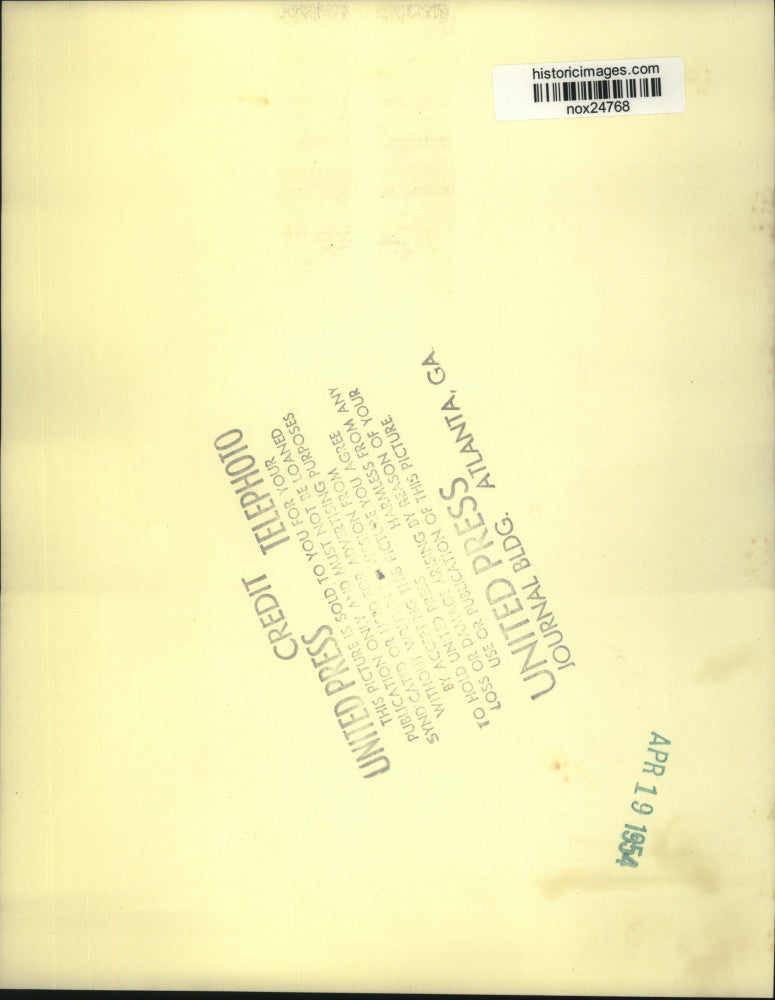 historicimages.com
nox24768
CREDIT TELEPHOTO
UNITED PRESS
THIS PICTURE IS SOLD TO YOU FOR YOUR
PUBLICATION ONLY AND MUST NOT BE LOANED
SYNDICATED OR USED FOR ADVERTISING PURPOSES
WITHOUT WRITTEN PERMISSION FROM
BY ACCEPTING THIS PICTURE YOU AGREE
TO HOLD UNITED PRESS HARMLESS FROM ANY
LOSS OR DAMAGE ARISING BY REASON OF YOUR
USE OR PUBLICATION OF THIS PICTURE.
UNITED PRESS
JOURNAL BLDG. ATLANTA, GA.
APR 19 1954